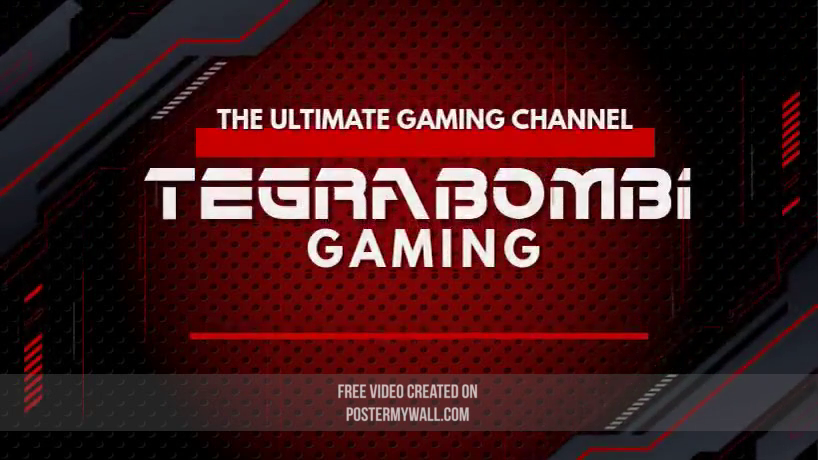 THE ULTIMATE GAMING CHANNEL
TEGRABOMBi
GAMING
FREE VIDEO CREATED ON
POSTERMYWALL.COM